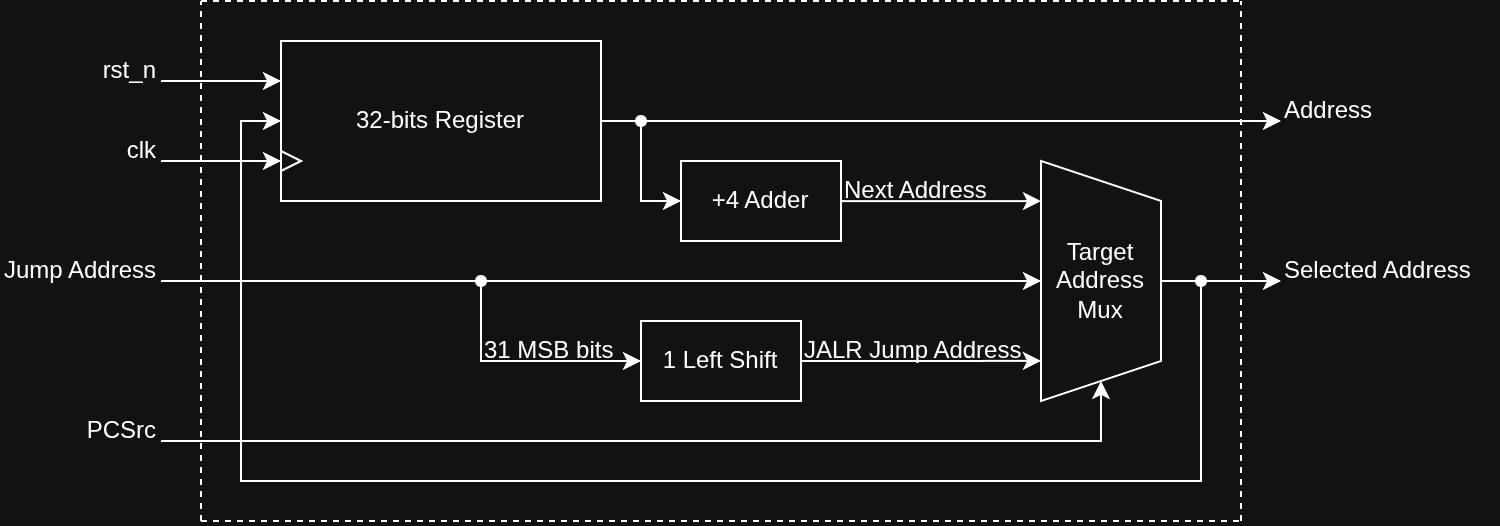 rst_n
32-bits Register
Address
clk
+4 Adder
Next Address
Jump Address
Target
Address
Mux
Selected Address
31 MSB bits
1 Left Shift
JALR Jump Address
PCSrc